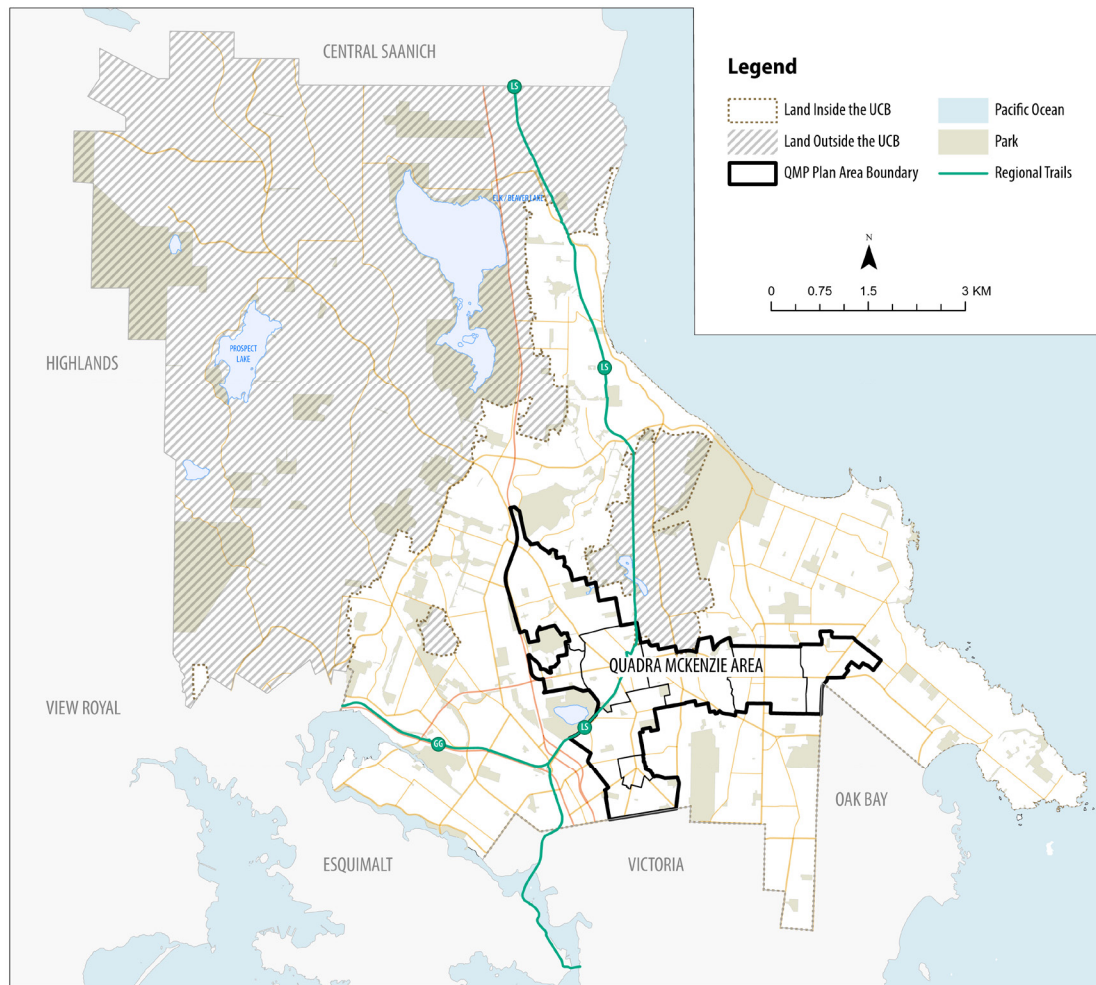 CENTRAL SAANICH
Legend
Land Inside the UCB
Pacific Ocean
Land Outside the UCB
Park
QMP Plan Area Boundary
Regional Trails
LS
ELK / BEAVER LAKE
N
0 0.75 1.5 3 KM
HIGHLANDS
PROSPECT
LAKE
LS
QUADRA MCKENZIE AREA
VIEW ROYAL
LS
GG
OAK BAY
ESQUIMALT
VICTORIA